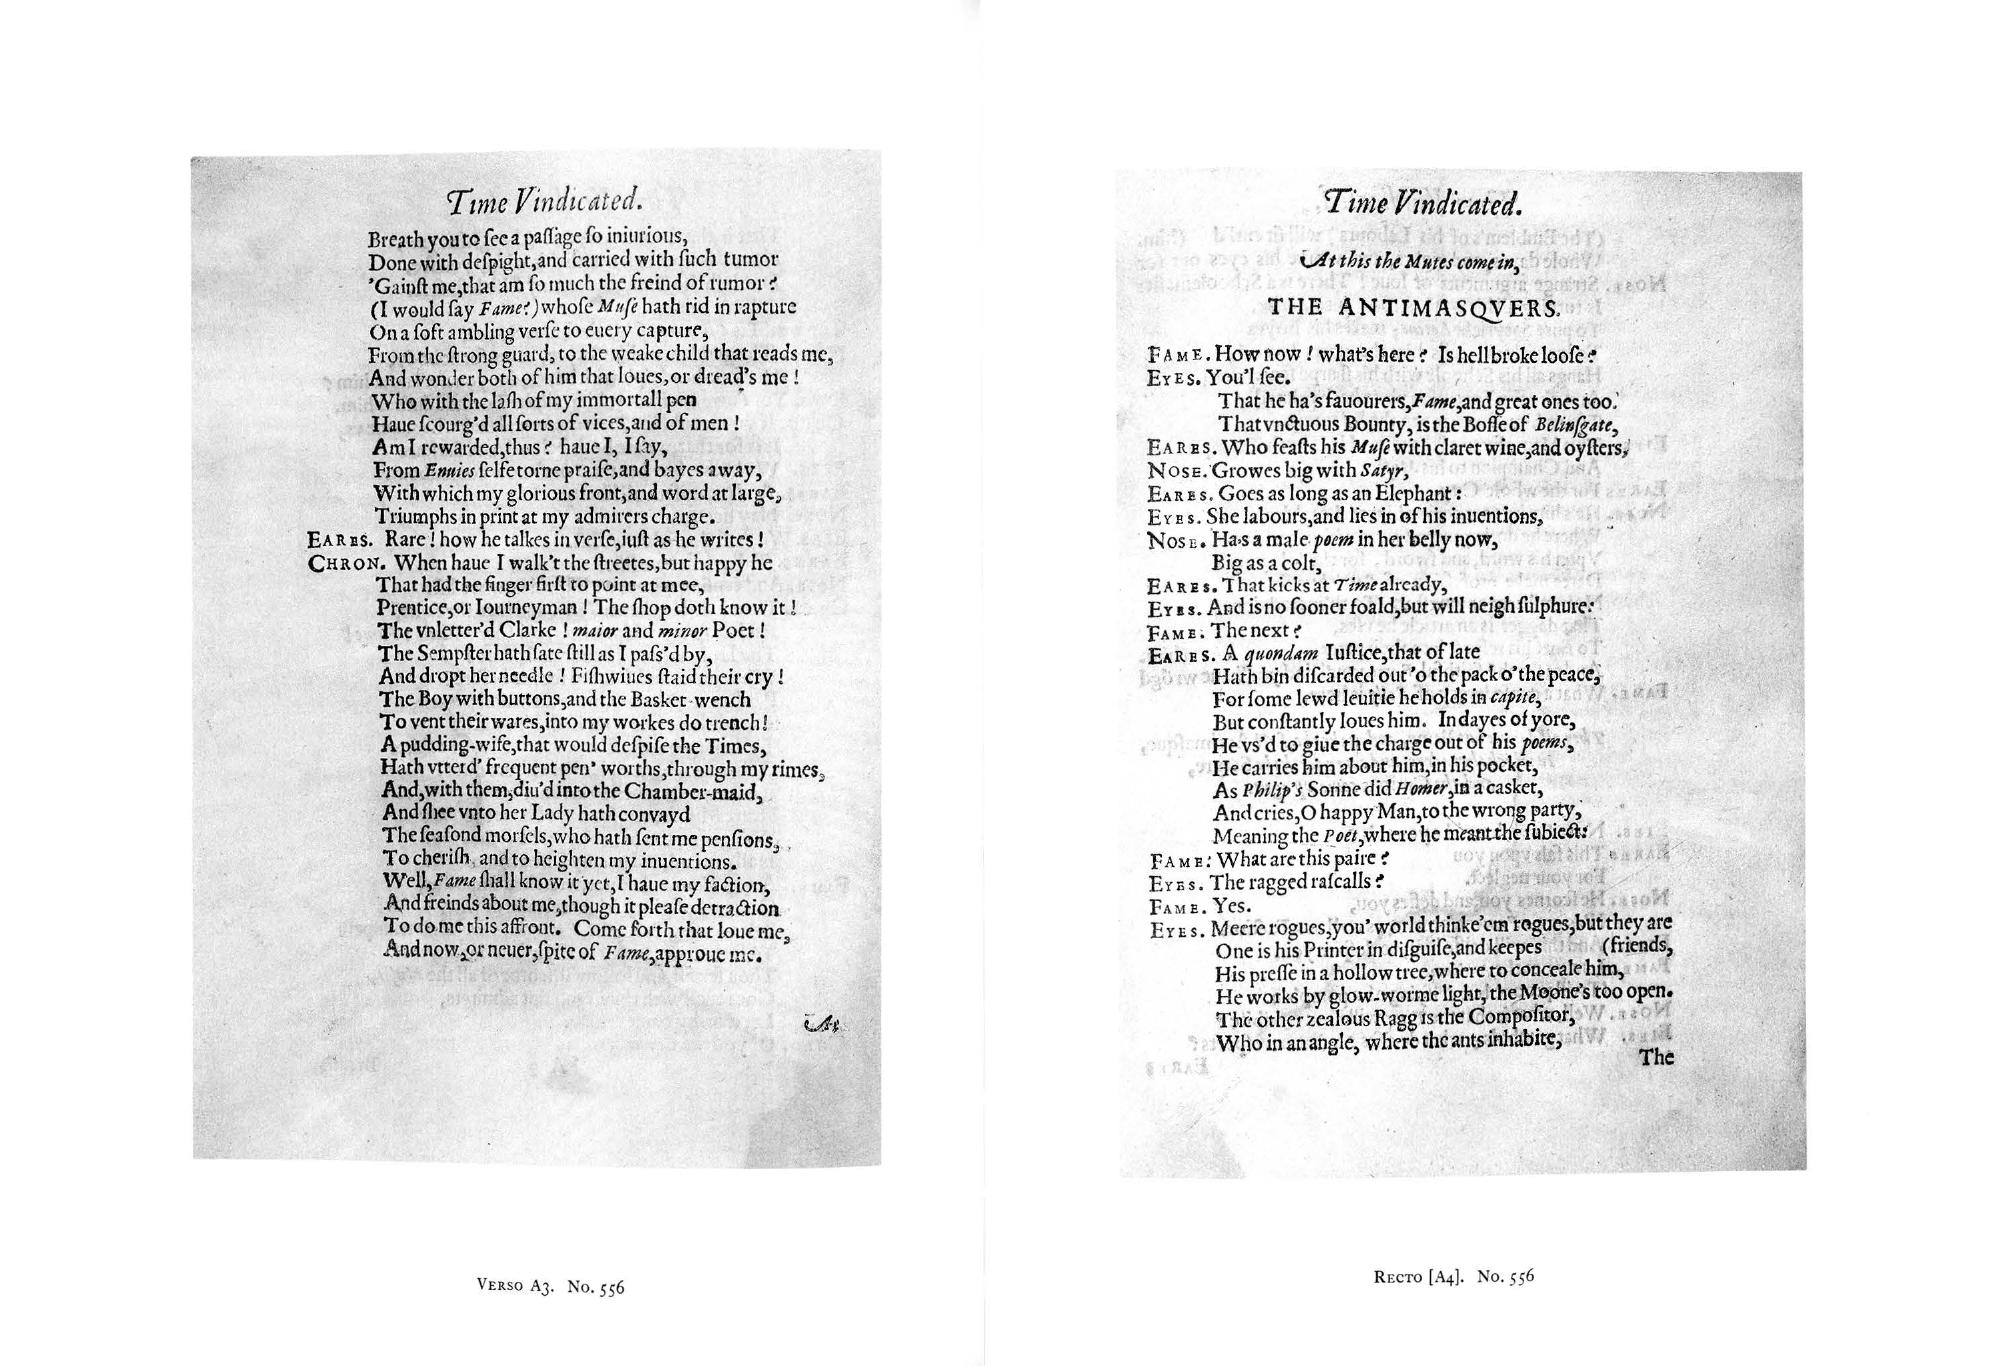 Time Vindicated.
Breath you to ſee a paſſage ſo iniurious,
Done with deſpight,and carried with ſuch tumor
'Gainſt me,that am ſo much the freind of rumor?
(I would ſay Fame?) whoſe Muſe hath rid in rapture
On a ſoft ambling verſe to euery capture,
From the ſtrong guard, to the weake child that reads me,
And wonder both of him that loues,or dread's me!
Who with the laſh of my immortall pen
Haue ſcourg'd all ſorts of vices,and of men!
Am I rewarded,thus? haue I, I ſay,
From Enuies ſelfe torne praiſe,and bayes away,
With which my glorious front,and word at large,
Triumphs in print at my admirers charge.
EARES. Rare! how he talkes in verſe,iuſt as he writes!
CHRON. When haue I walk't the ſtreetes,but happy he
That had the finger firſt to point at mee,
Prentice,or Iourneyman! The ſhop doth know it!
The vnletter'd Clarke! maior and minor Poet!
The Sempſter hath ſate ſtill as I paſs'd by,
And dropt her needle! Fiſhwiues ſtaid their cry!
The Boy with buttons,and the Basket-wench
To vent their wares,into my workes do trench!
A pudding-wife,that would deſpiſe the Times,
Hath vtterd' frequent pen' worths,through my rimes,
And,with them,diu'd into the Chamber-maid,
And ſhee vnto her Lady hath convayd
The ſeaſond morſels,who hath ſent me penſions,
To cheriſh, and to heighten my inuentions.
Well,Fame ſhall know it yet,I haue my faction,
And freinds about me,though it pleaſe detraction
To do me this affront. Come forth that loue me,
And now,or neuer,ſpite of Fame,approue me.
At
VERSO A3. No. 556
Time Vindicated.
At this the Mutes come in,
THE ANTIMASQVERS.
FAME. How now! what's here? Is hell broke looſe?
EYES. You'l ſee.
That he ha's fauourers,Fame,and great ones too.
That vnctuous Bounty, is the Boſſe of Belinſgate,
EARES. Who feaſts his Muſe with claret wine,and oyſters,
NOSE. Growes big with Satyr,
EARES. Goes as long as an Elephant:
EYES. She labours,and lies in of his inuentions,
NOSE. Ha's a male poem in her belly now,
Big as a colt,
EARES. That kicks at Time already,
EYES. And is no ſooner foald,but will neigh ſulphure.
FAME. The next?
EARES. A quondam Iuſtice,that of late
Hath bin diſcarded out 'o the pack o' the peace,
For ſome lewd leuitie he holds in capite,
But conſtantly loues him. In dayes of yore,
He vs'd to giue the charge out of his poems,
He carries him about him,in his pocket,
As Philip's Sonne did Homer,in a casket,
And cries,O happy Man,to the wrong party,
Meaning the Poet,where he meant the ſubiect.
FAME. What are this paire?
EYES. The ragged raſcalls?
FAME. Yes.
EYES. Meere rogues,you' world thinke'em rogues,but they are
One is his Printer in diſguiſe,and keepes (friends,
His preſſe in a hollow tree,where to conceale him,
He works by glow-worme light, the Moone's too open.
The other zealous Ragg is the Compoſitor,
Who in an angle, where the ants inhabite,
The
RECTO [A4]. No. 556